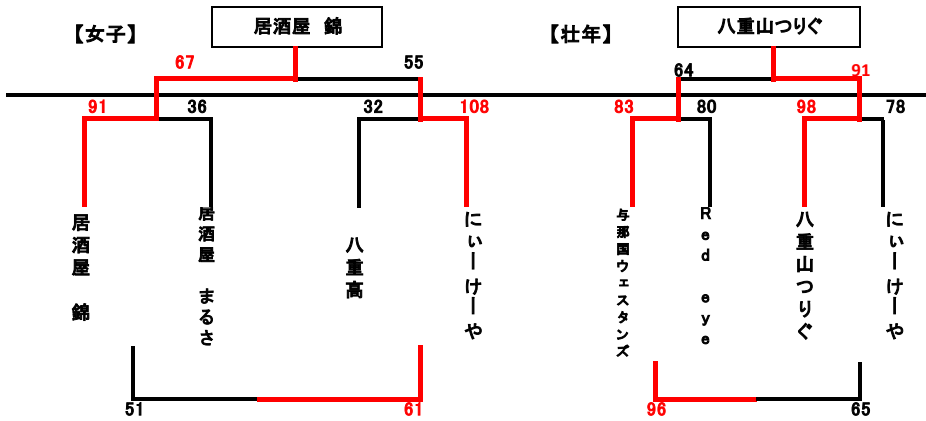 【女子】
居酒屋 錦
67
55
91
36
32
108
居酒屋 錦
居酒屋 まるさ
八重高
にぃーけーや
51
61
【壮年】
八重山つりぐ
64
91
83
80
98
78
与那国ウェスタンズ
Red eye
八重山つりぐ
にぃーけーや
96
65